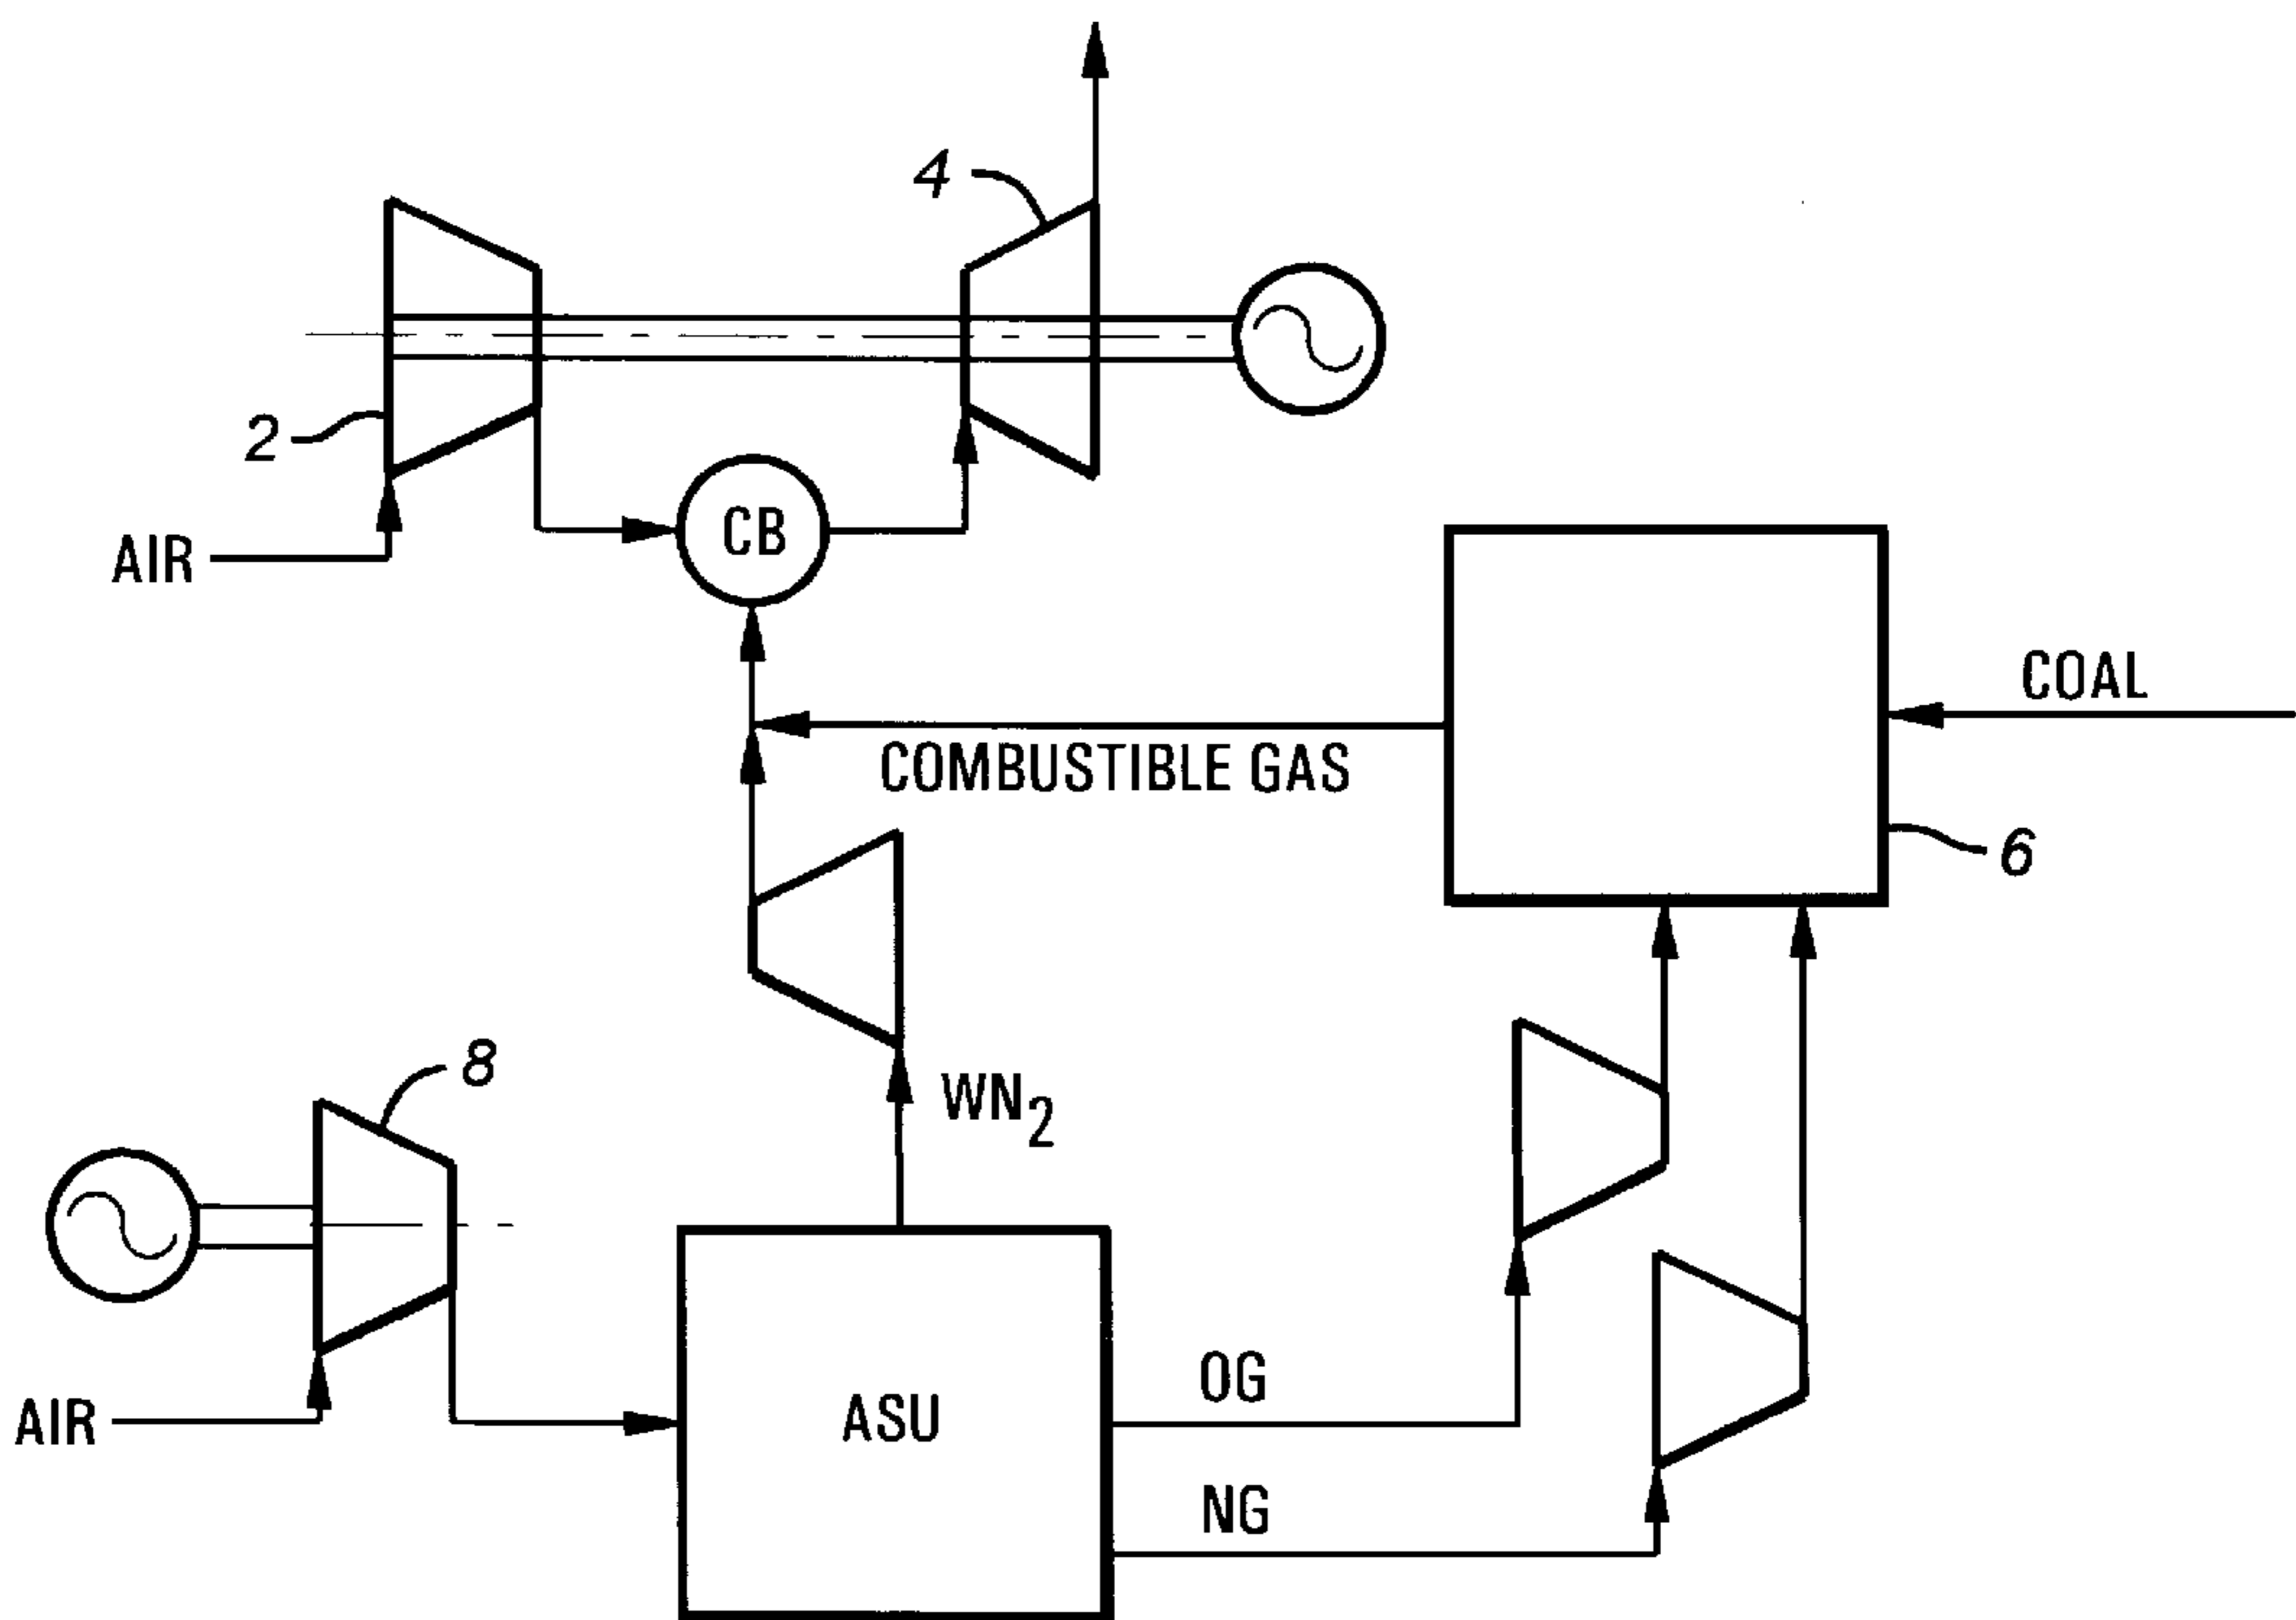 4
2
CB
AIR
COAL
COMBUSTIBLE GAS
6
8
WN2
OG
AIR
ASU
NG